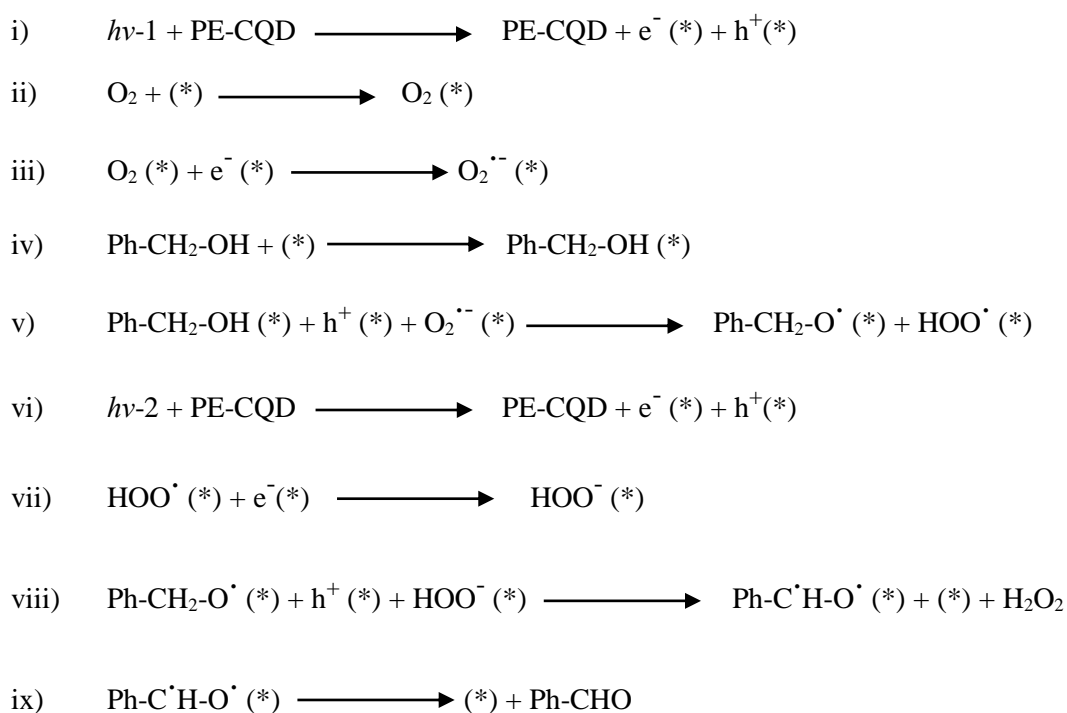 i) hν-1 + PE-CQD ⟶ PE-CQD + e⁻ (*) + h⁺(*)
ii) O₂ + (*) ⟶ O₂ (*)
iii) O₂ (*) + e⁻ (*) ⟶ O₂˙⁻ (*)
iv) Ph-CH₂-OH + (*) ⟶ Ph-CH₂-OH (*)
v) Ph-CH₂-OH (*) + h⁺ (*) + O₂˙⁻ (*) ⟶ Ph-CH₂-O˙ (*) + HOO˙ (*)
vi) hν-2 + PE-CQD ⟶ PE-CQD + e⁻ (*) + h⁺(*)
vii) HOO˙ (*) + e⁻(*) ⟶ HOO⁻ (*)
viii) Ph-CH₂-O˙ (*) + h⁺ (*) + HOO⁻ (*) ⟶ Ph-C˙H-O˙ (*) + (*) + H₂O₂
ix) Ph-C˙H-O˙ (*) ⟶ (*) + Ph-CHO